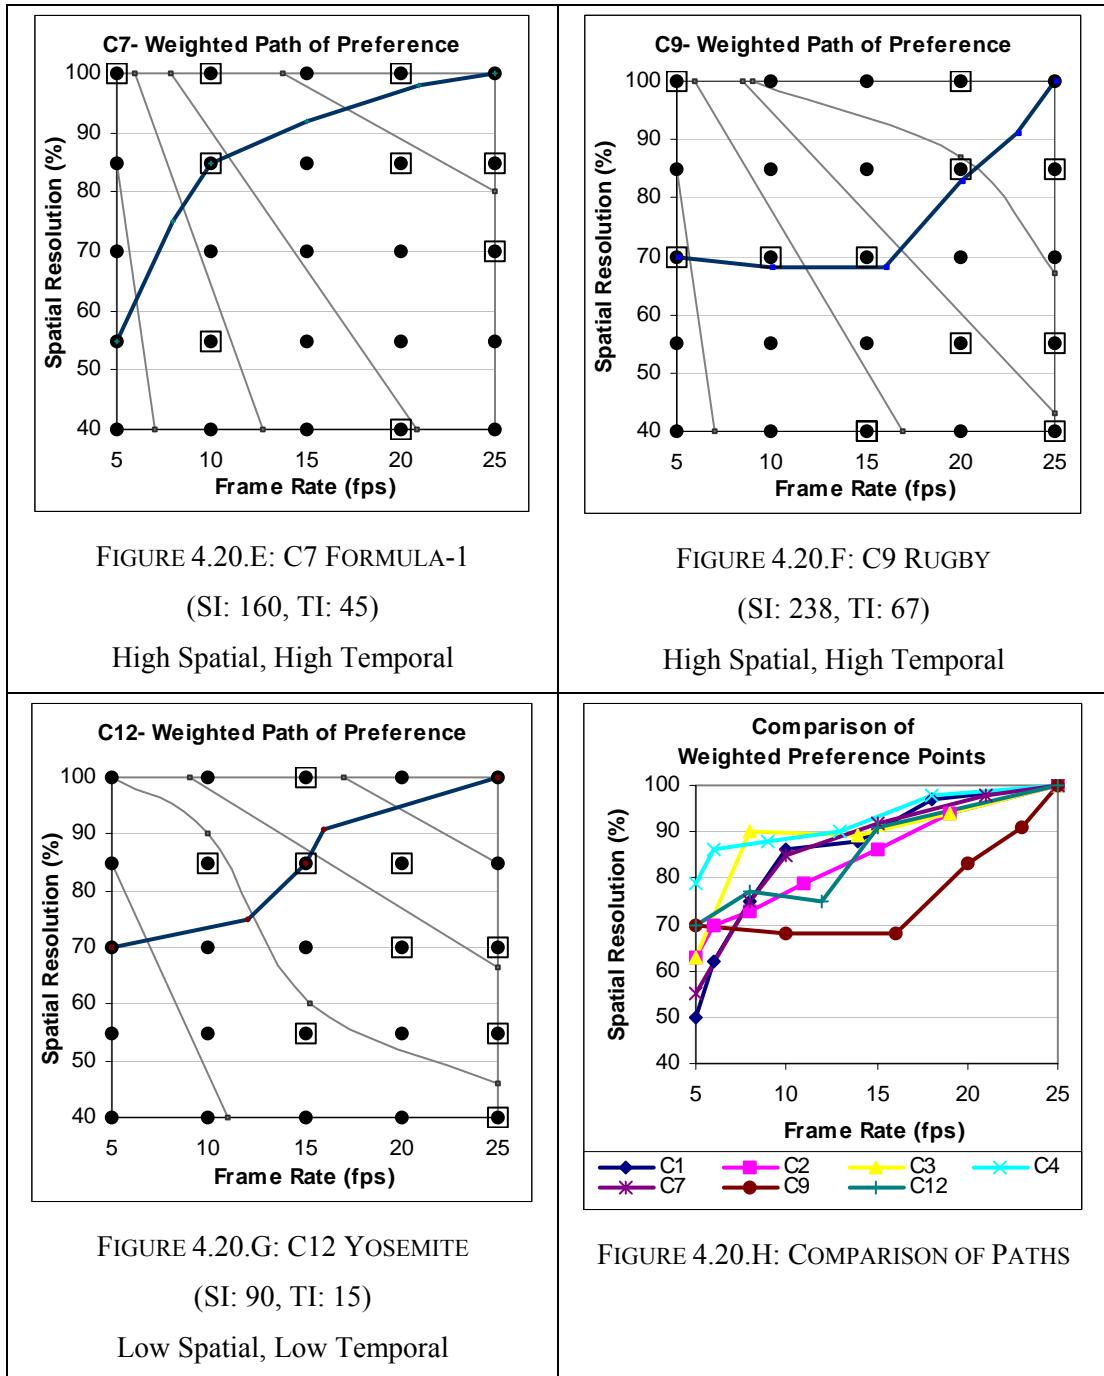 C7- Weighted Path of Preference
Spatial Resolution (%)
100
90
80
70
60
50
40
5 10 15 20 25
Frame Rate (fps)
FIGURE 4.20.E: C7 FORMULA-1
(SI: 160, TI: 45)
High Spatial, High Temporal
C9- Weighted Path of Preference
Spatial Resolution (%)
100
90
80
70
60
50
40
5 10 15 20 25
Frame Rate (fps)
FIGURE 4.20.F: C9 RUGBY
(SI: 238, TI: 67)
High Spatial, High Temporal
C12- Weighted Path of Preference
Spatial Resolution (%)
100
90
80
70
60
50
40
5 10 15 20 25
Frame Rate (fps)
FIGURE 4.20.G: C12 YOSEMITE
(SI: 90, TI: 15)
Low Spatial, Low Temporal
Comparison of
Weighted Preference Points
Spatial Resolution (%)
100
90
80
70
60
50
40
5 10 15 20 25
Frame Rate (fps)
C1 C2 C3 C4
C7 C9 C12
FIGURE 4.20.H: COMPARISON OF PATHS